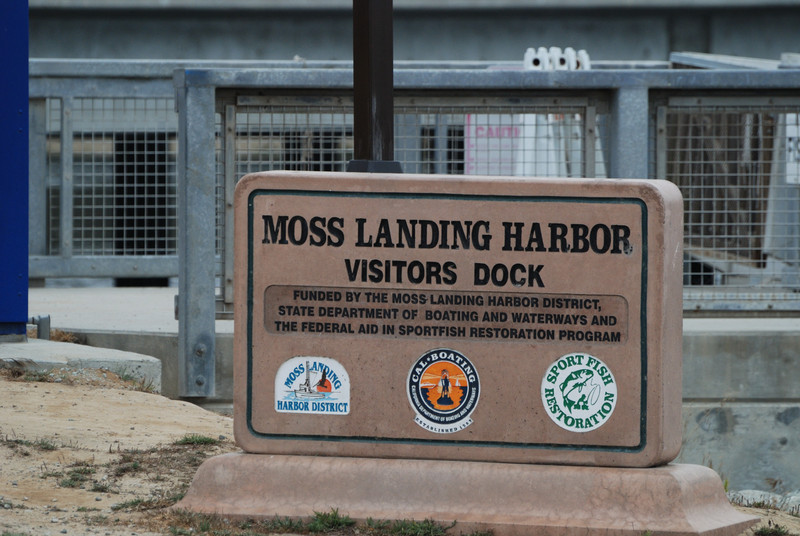 MOSS LANDING HARBOR
VISITORS DOCK
FUNDED BY THE MOSS LANDING HARBOR DISTRICT,
STATE DEPARTMENT OF BOATING AND WATERWAYS AND
THE FEDERAL AID IN SPORTFISH RESTORATION PROGRAM
MOSS LANDING
HARBOR DISTRICT
CAL·BOATING
SPORT FISH
RESTORATION